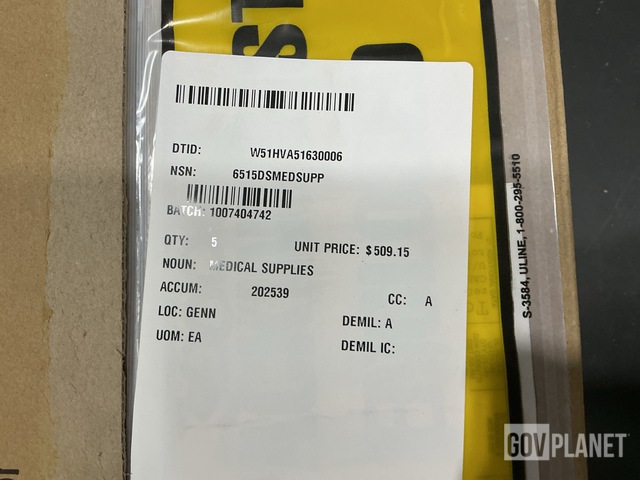 ST
DTID: W51HVA51630006
NSN: 6515DSMEDSUPP
BATCH: 1007404742
QTY: 5 UNIT PRICE: $509.15
NOUN: MEDICAL SUPPLIES
ACCUM: 202539 CC: A
LOC: GENN DEMIL: A
UOM: EA DEMIL IC:
S-3584, ULINE, 1-800-295-5510
GOVPLANET